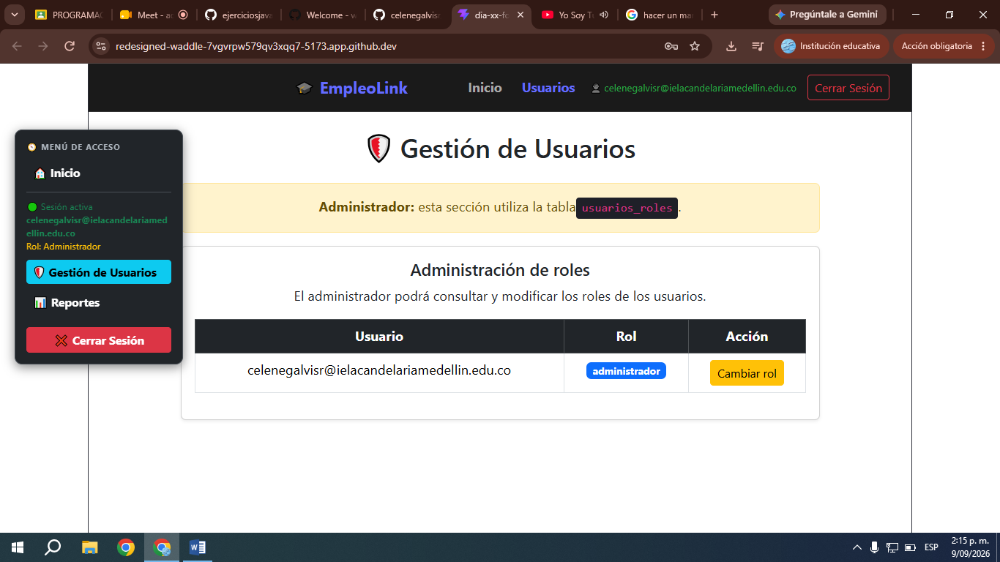 PROGRAMAC
Meet - ac
ejerciciosjava
Welcome - w
celenegalvisr
dia-xx-fo
Yo Soy Tu
hacer un ma
Pregúntale a Gemini
redesigned-waddle-7vgvrpw579qv3xqq7-5173.app.github.dev
Institución educativa
Acción obligatoria
EmpleoLink
Inicio
Usuarios
celenegalvisr@ielacandelariamedellin.edu.co
Cerrar Sesión
MENÚ DE ACCESO
Inicio
Sesión activa
celenegalvisr@ielacandelariamed
ellin.edu.co
Rol: Administrador
Gestión de Usuarios
Reportes
Cerrar Sesión
Gestión de Usuarios
Administrador: esta sección utiliza la tabla usuarios_roles.
Administración de roles
El administrador podrá consultar y modificar los roles de los usuarios.
Usuario Rol Acción
celenegalvisr@ielacandelariamedellin.edu.co administrador Cambiar rol
ESP
2:15 p. m.
9/09/2026